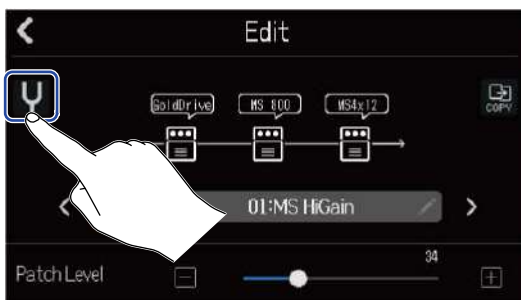 Edit
GoldDrive MS 800 MS4x12
COPY
01:MS HiGain
34
Patch Level